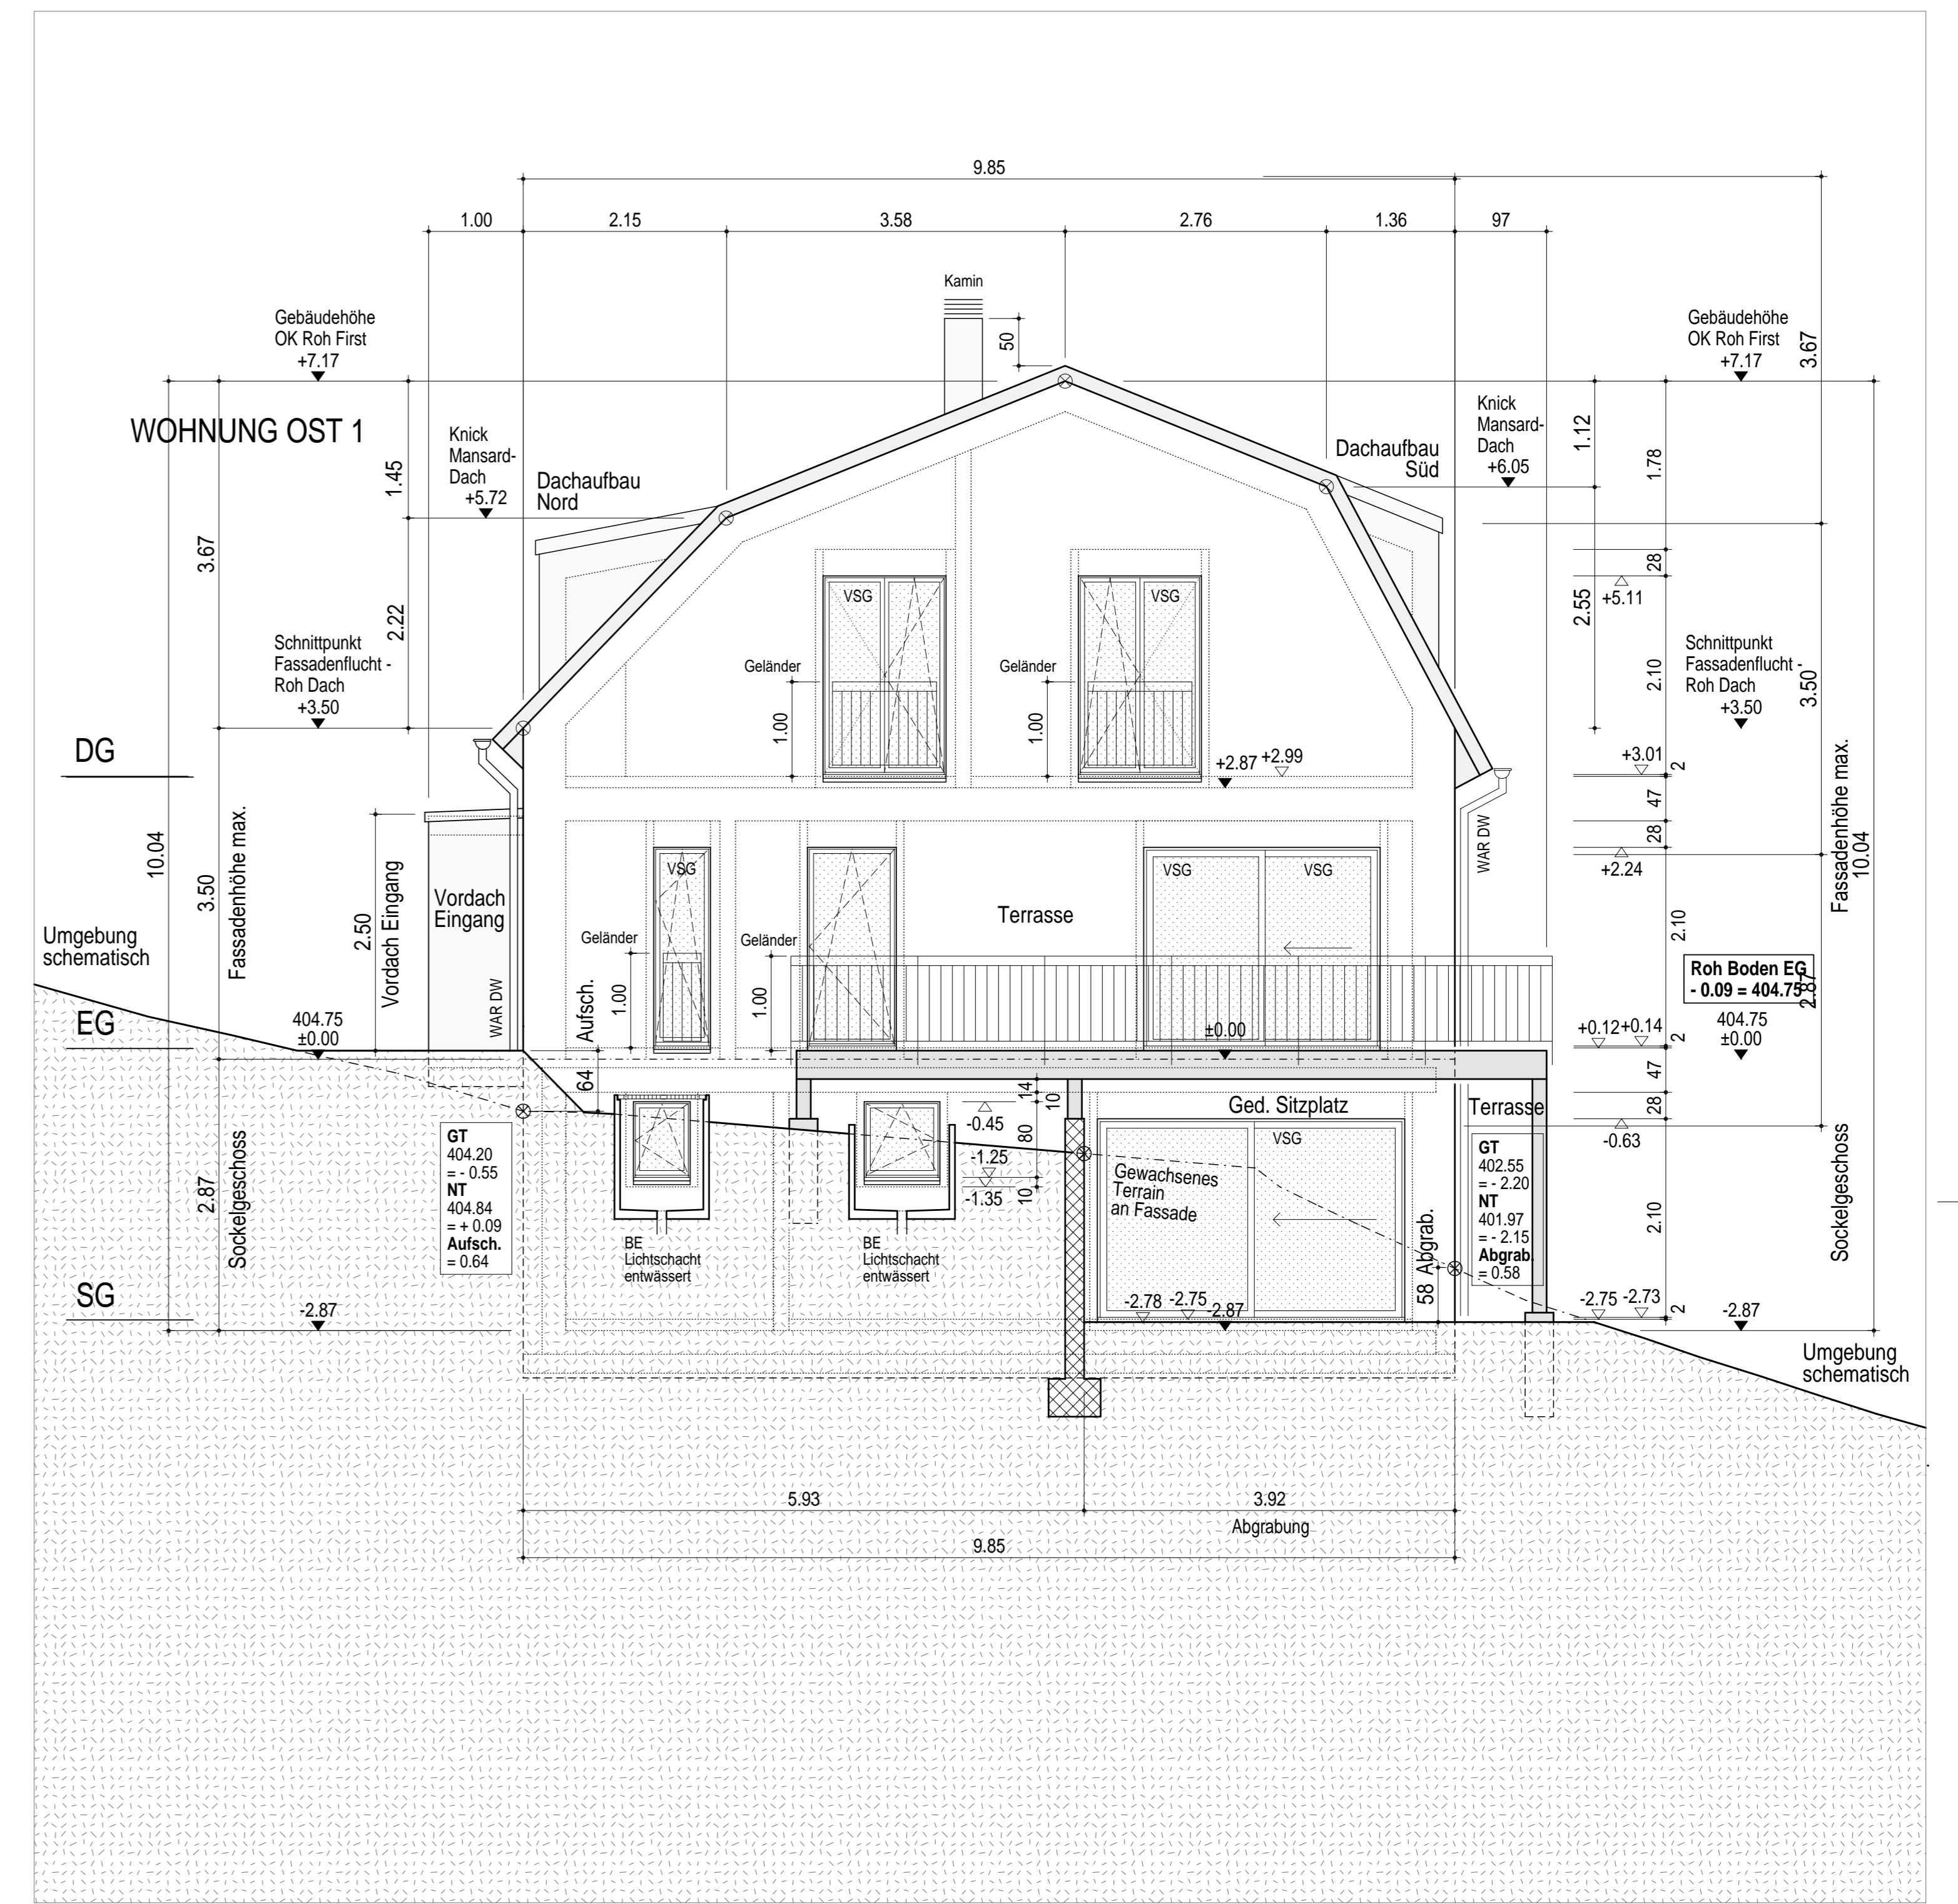 9.85
1.00
2.15
3.58
2.76
1.36
97
Kamin
50
Gebäudehöhe
OK Roh First
+7.17
Gebäudehöhe
OK Roh First
+7.17
3.67
WOHNUNG OST 1
Knick
Mansard-
Dach
+5.72
1.45
Dachaufbau
Nord
Dachaufbau
Süd
Knick
Mansard-
Dach
+6.05
1.12
1.78
3.67
2.22
28
+5.11
2.55
2.10
3.50
VSG
VSG
Geländer
1.00
Geländer
1.00
Schnittpunkt
Fassadenflucht -
Roh Dach
+3.50
Schnittpunkt
Fassadenflucht -
Roh Dach
+3.50
DG
+2.87
+2.99
+3.01
2
47
28
+2.24
WAR DW
Fassadenhöhe max.
10.04
10.04
3.50
Fassadenhöhe max.
2.50
Vordach Eingang
Vordach
Eingang
WAR DW
VSG
VSG
VSG
Terrasse
Geländer
1.00
Geländer
1.00
Aufsch.
64
2.10
Roh Boden EG
- 0.09 = 404.75
2.87
Umgebung
schematisch
EG
404.75
±0.00
±0.00
+0.12
+0.14
2
404.75
±0.00
47
28
-0.63
14
10
-0.45
80
-1.25
-1.35
10
Ged. Sitzplatz
Terrasse
VSG
Gewachsenes
Terrain
an Fassade
GT
404.20
= - 0.55
NT
404.84
= + 0.09
Aufsch.
= 0.64
GT
402.55
= - 2.20
NT
401.97
= - 2.15
Abgrab.
= 0.58
2.87
Sockelgeschoss
2.10
Sockelgeschoss
BE
Lichtschacht
entwässert
BE
Lichtschacht
entwässert
58 Abgrab.
SG
-2.87
-2.78
-2.75
-2.87
-2.75
-2.73
2
-2.87
Umgebung
schematisch
5.93
3.92
Abgrabung
9.85